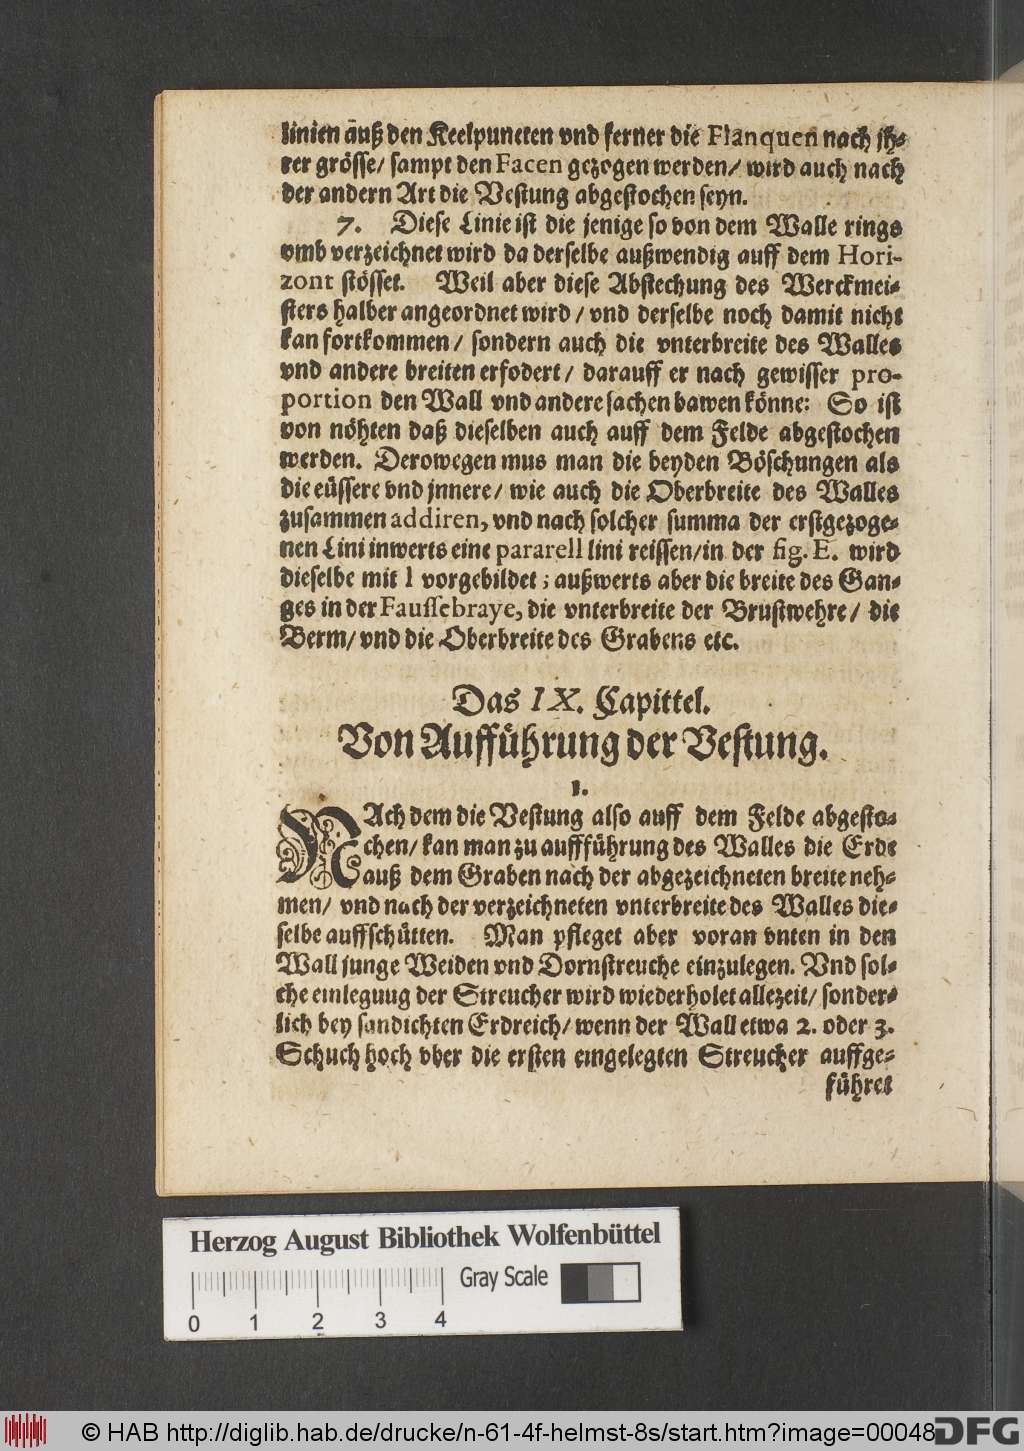 linien auß den Keelpuncten vnd ferner die Flanquen nach jh-
rer grösse/ sampt den Facen gezogen werden/ wird auch nach
der andern Art die Vestung abgestochen seyn.
7. Diese Linie ist die jenige so von dem Walle rings
vmb verzeichnet wird da derselbe außwendig auff dem Hori-
zont stösset. Weil aber diese Abstechung des Werckmei-
sters halber angeordnet wird / vnd derselbe noch damit nicht
kan fortkommen / sondern auch die vnterbreite des Walles
vnd andere breiten erfodert / darauff er nach gewisser pro-
portion den Wall vnd andere sachen bawen könne: So ist
von nöhten daß dieselben auch auff dem Felde abgestochen
werden. Derowegen mus man die beyden Böschungen als
die eüssere vnd jnnere / wie auch die Oberbreite des Walles
zusammen addiren, vnd nach solcher summa der erstgezoge-
nen Lini inwerts eine pararell lini reissen/in der fig. E. wird
dieselbe mit l vorgebildet ; außwerts aber die breite des Gan-
ges in der Faussebraye, die vnterbreite der Brustwehre / die
Berm/ vnd die Oberbreite des Grabens etc.
Das IX. Capittel.
Von Aufführung der Vestung.
1.
NAch dem die Vestung also auff dem Felde abgesto-
chen/ kan man zu auffführung des Walles die Erde
auß dem Graben nach der abgezeichneten breite neh-
men/ vnd nach der verzeichneten vnterbreite des Walles die-
selbe auffschütten. Man pfleget aber voran vnten in den
Wall junge Weiden vnd Dornstreuche einzulegen. Vnd sol-
che einleguug der Streucher wird wiederholet allezeit/ sonder-
lich bey sandichten Erdreich/ wenn der Wall etwa 2. oder 3.
Schuch hoch vber die ersten eingelegten Streucher auffge-
führet
Herzog August Bibliothek Wolfenbüttel
Gray Scale
0 1 2 3 4
© HAB http://diglib.hab.de/drucke/n-61-4f-helmst-8s/start.htm?image=00048
DFG